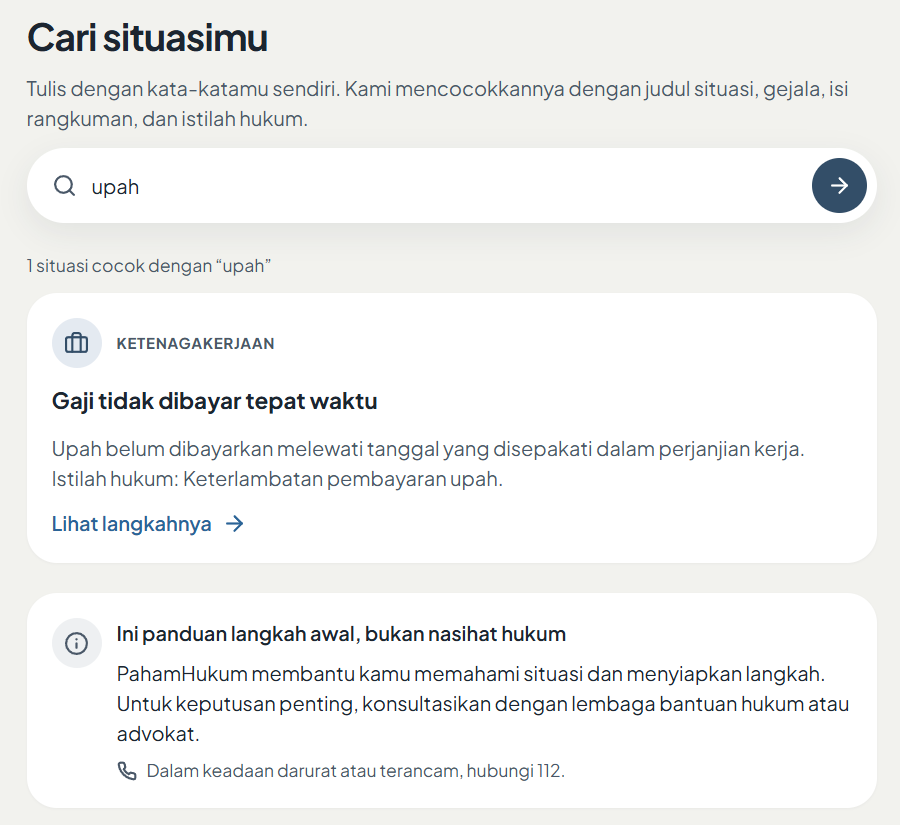 Cari situasimu
Tulis dengan kata-katamu sendiri. Kami mencocokkannya dengan judul situasi, gejala, isi
rangkuman, dan istilah hukum.
upah
1 situasi cocok dengan “upah”
KETENAGAKERJAAN
Gaji tidak dibayar tepat waktu
Upah belum dibayarkan melewati tanggal yang disepakati dalam perjanjian kerja.
Istilah hukum: Keterlambatan pembayaran upah.
Lihat langkahnya
Ini panduan langkah awal, bukan nasihat hukum
PahamHukum membantu kamu memahami situasi dan menyiapkan langkah.
Untuk keputusan penting, konsultasikan dengan lembaga bantuan hukum atau
advokat.
Dalam keadaan darurat atau terancam, hubungi 112.